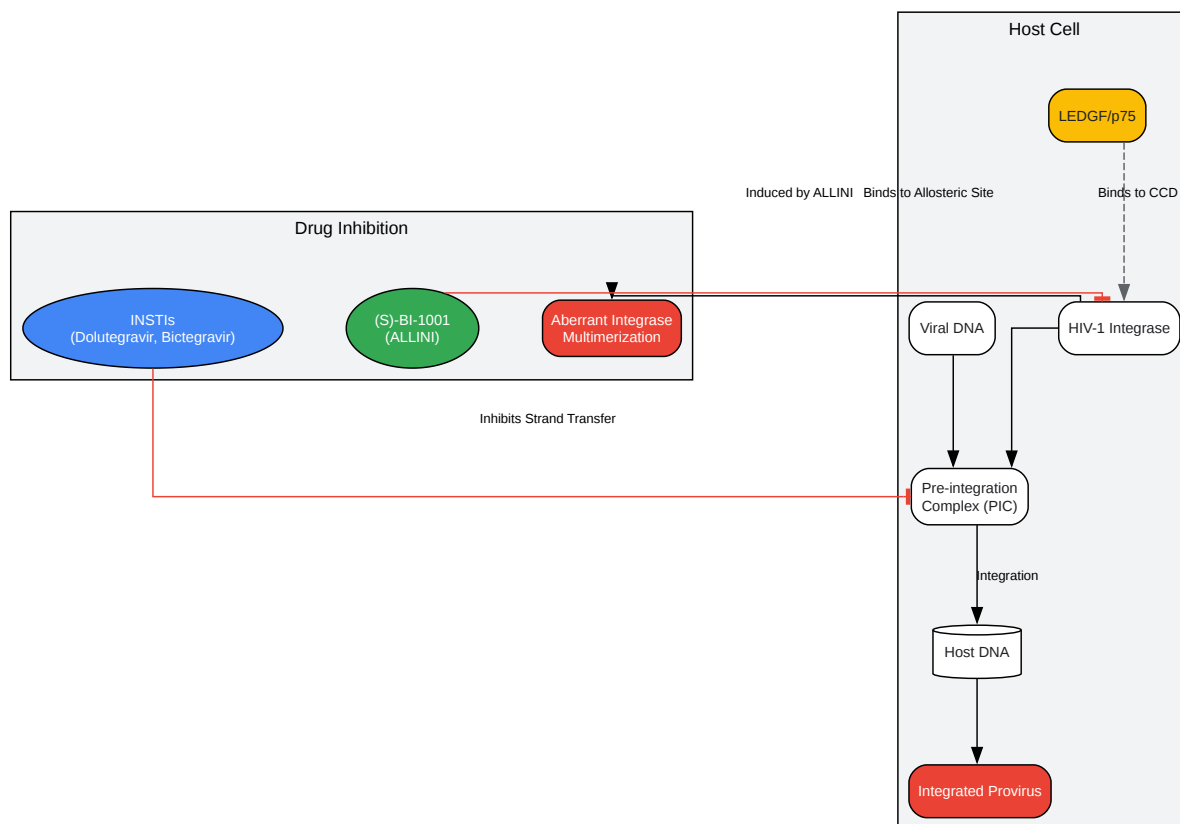 Host Cell
LEDGF/p75
Induced by ALLINI
Binds to Allosteric Site
Binds to CCD
Drug Inhibition
INSTIs
(Dolutegravir, Bictegravir)
(S)-BI-1001
(ALLINI)
Aberrant Integrase
Multimerization
Viral DNA
HIV-1 Integrase
Inhibits Strand Transfer
Pre-integration
Complex (PIC)
Integration
Host DNA
Integrated Provirus